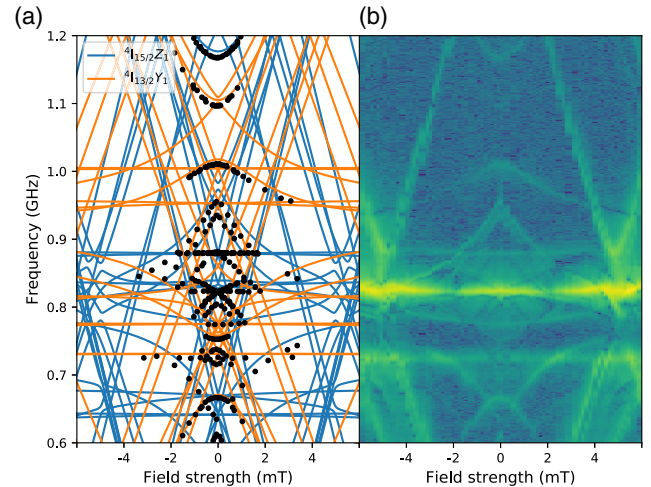 (a)
(b)
⁴I₁₅/₂Z₁
⁴I₁₃/₂Y₁
Frequency (GHz)
1.2
1.1
1.0
0.9
0.8
0.7
0.6
-4 -2 0 2 4
-4 -2 0 2 4
Field strength (mT)
Field strength (mT)